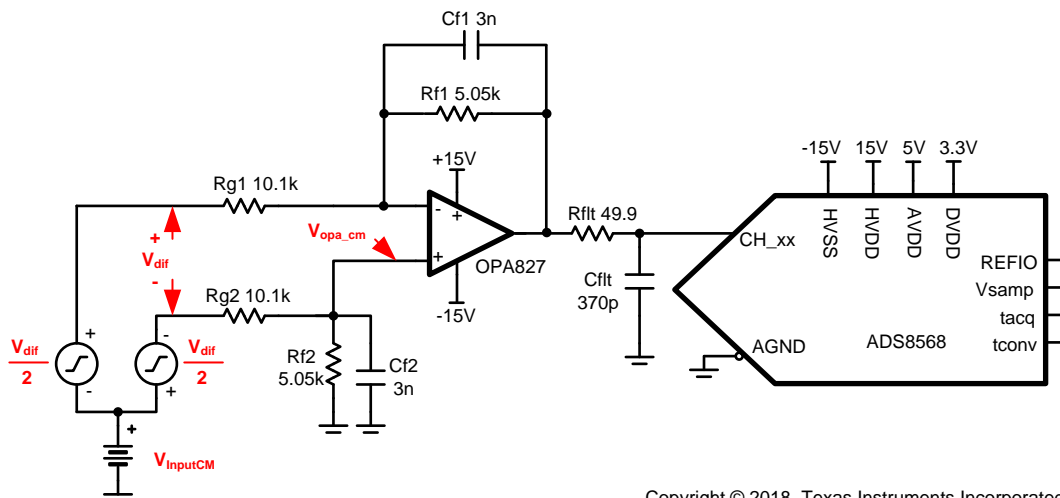 Cf1 3n
Rf1 5.05k
-15V 15V 5V 3.3V
+15V
Rg1 10.1k
HVSS
HVDD
AVDD
DVDD
-
+
Vopa_cm
Rflt 49.9
CH_xx
+
Vdif
-
+
OPA827
REFIO
Cflt
370p
Vsamp
Rg2 10.1k
-15V
tacq
ADS8568
tconv
AGND
+
-
Vdif
2
Vdif
2
Rf2
5.05k
Cf2
3n
-
+
+
VInputCM
Copyright © 2018, Texas Instruments Incorporated